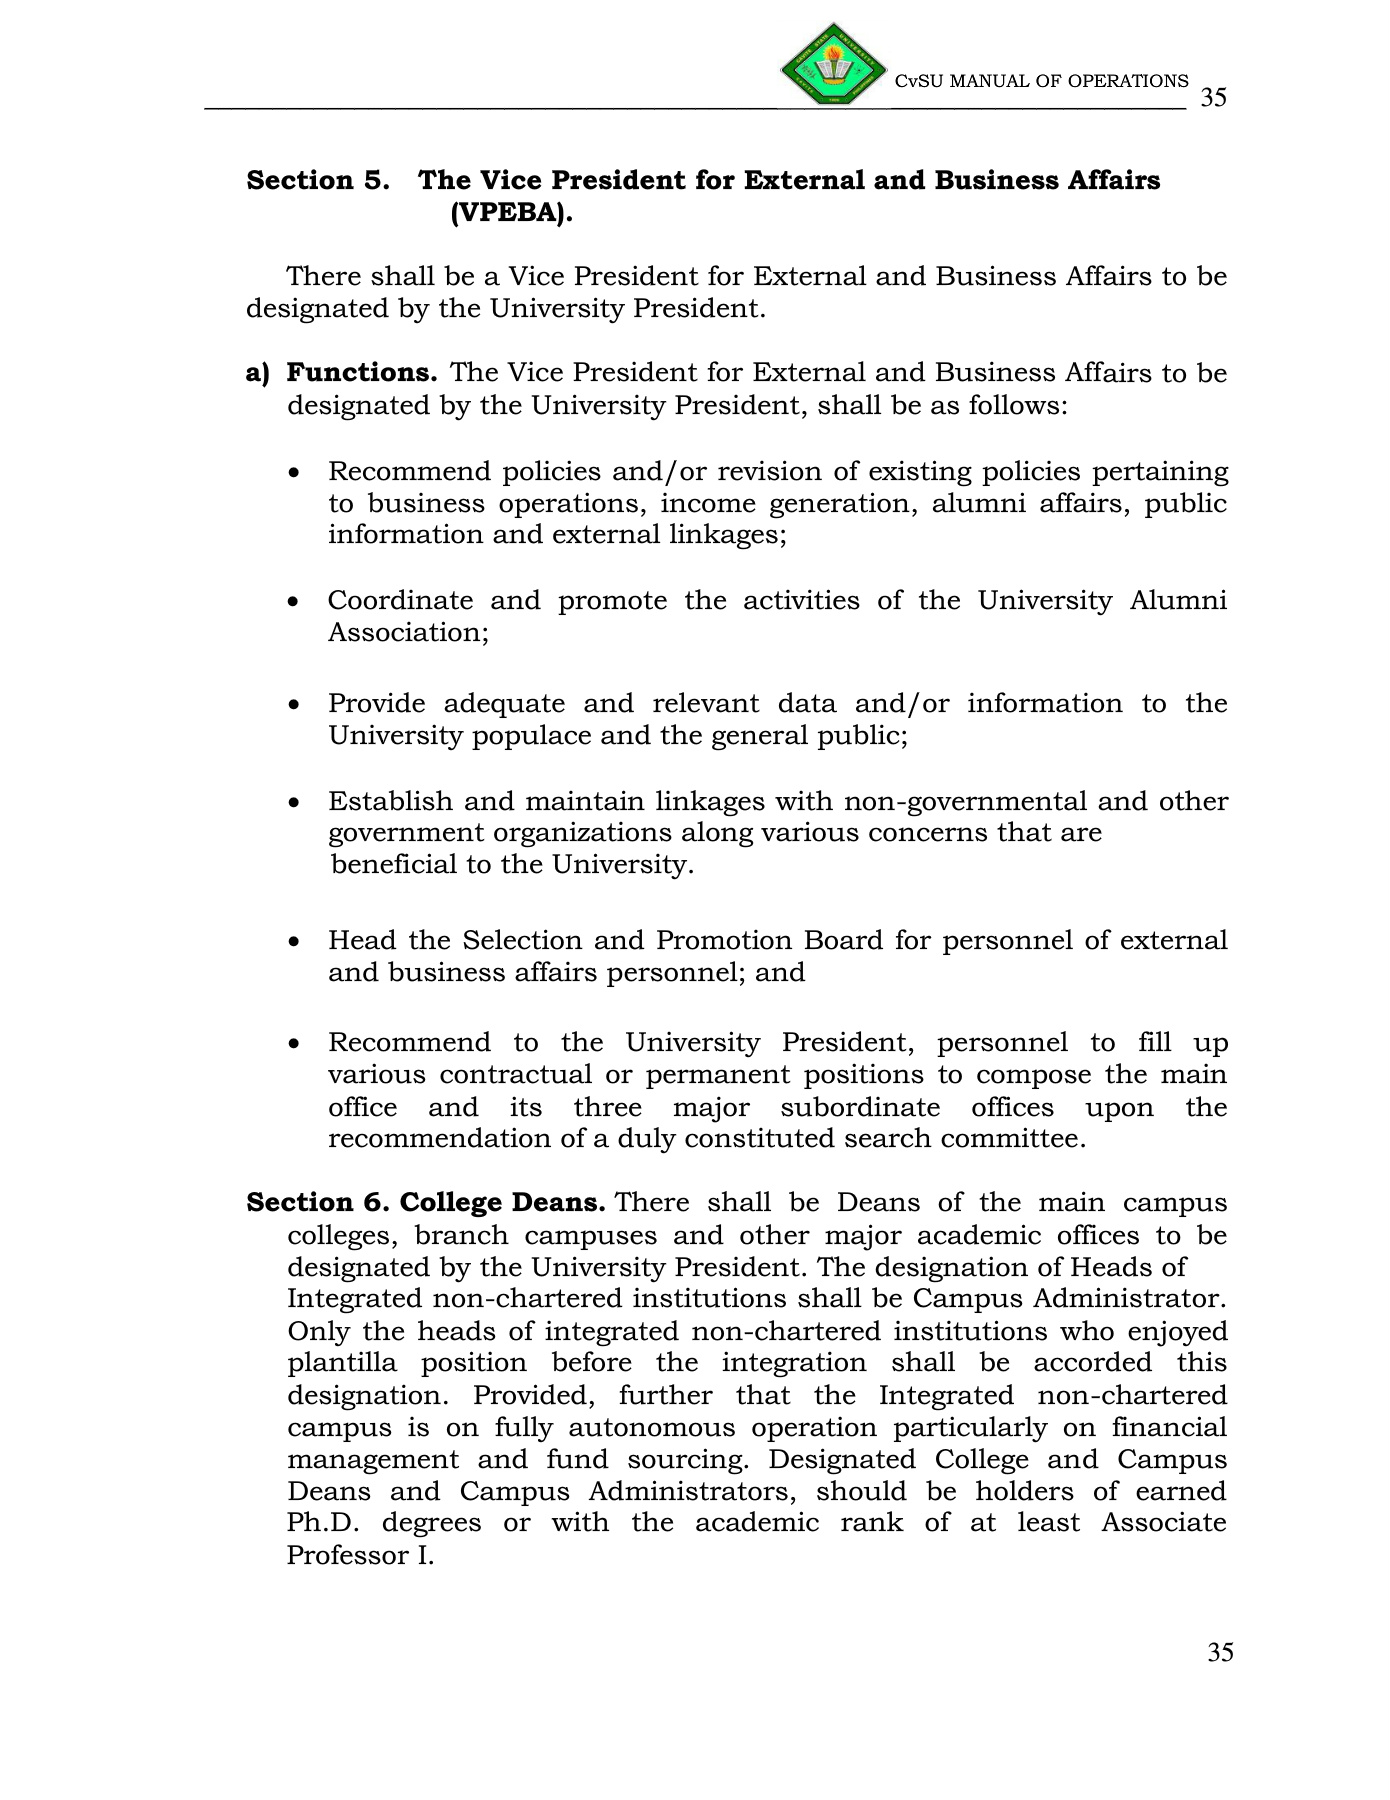 CvSU MANUAL OF OPERATIONS 35
Section 5. The Vice President for External and Business Affairs
(VPEBA).
There shall be a Vice President for External and Business Affairs to be
designated by the University President.
a) Functions. The Vice President for External and Business Affairs to be
designated by the University President, shall be as follows:
• Recommend policies and/or revision of existing policies pertaining
to business operations, income generation, alumni affairs, public
information and external linkages;
• Coordinate and promote the activities of the University Alumni
Association;
• Provide adequate and relevant data and/or information to the
University populace and the general public;
• Establish and maintain linkages with non-governmental and other
government organizations along various concerns that are
beneficial to the University.
• Head the Selection and Promotion Board for personnel of external
and business affairs personnel; and
• Recommend to the University President, personnel to fill up
various contractual or permanent positions to compose the main
office and its three major subordinate offices upon the
recommendation of a duly constituted search committee.
Section 6. College Deans. There shall be Deans of the main campus
colleges, branch campuses and other major academic offices to be
designated by the University President. The designation of Heads of
Integrated non-chartered institutions shall be Campus Administrator.
Only the heads of integrated non-chartered institutions who enjoyed
plantilla position before the integration shall be accorded this
designation. Provided, further that the Integrated non-chartered
campus is on fully autonomous operation particularly on financial
management and fund sourcing. Designated College and Campus
Deans and Campus Administrators, should be holders of earned
Ph.D. degrees or with the academic rank of at least Associate
Professor I.
35